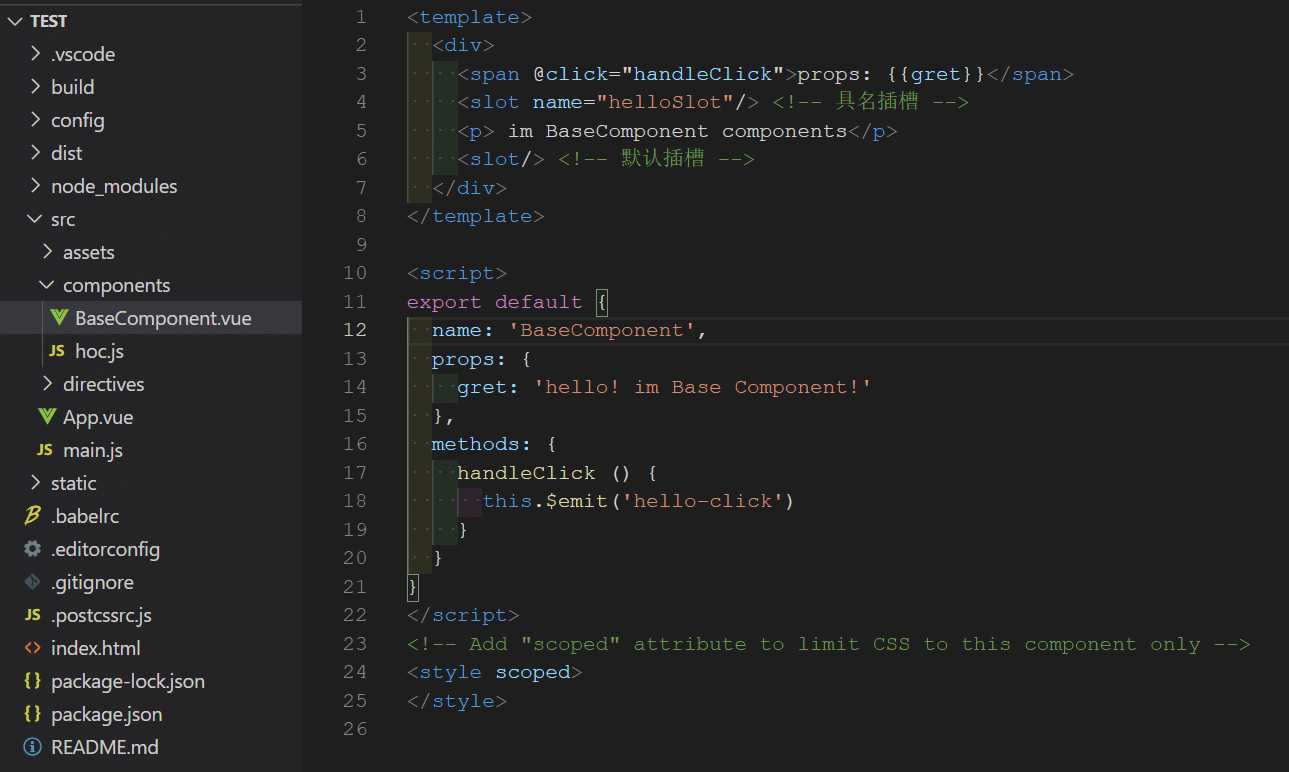 TEST
.vscode
build
config
dist
node_modules
src
assets
components
BaseComponent.vue
JS hoc.js
directives
App.vue
JS main.js
static
.babelrc
.editorconfig
.gitignore
JS .postcssrc.js
<> index.html
{} package-lock.json
{} package.json
README.md
1 <template>
2 <div>
3 <span @click="handleClick">props: {{gret}}</span>
4 <slot name="helloSlot"/> <!-- 具名插槽 -->
5 <p> im BaseComponent components</p>
6 <slot/> <!-- 默认插槽 -->
7 </div>
8 </template>
9
10 <script>
11 export default {
12 name: 'BaseComponent',
13 props: {
14 gret: 'hello! im Base Component!'
15 },
16 methods: {
17 handleClick () {
18 this.$emit('hello-click')
19 }
20 }
21 }
22 </script>
23 <!-- Add "scoped" attribute to limit CSS to this component only -->
24 <style scoped>
25 </style>
26